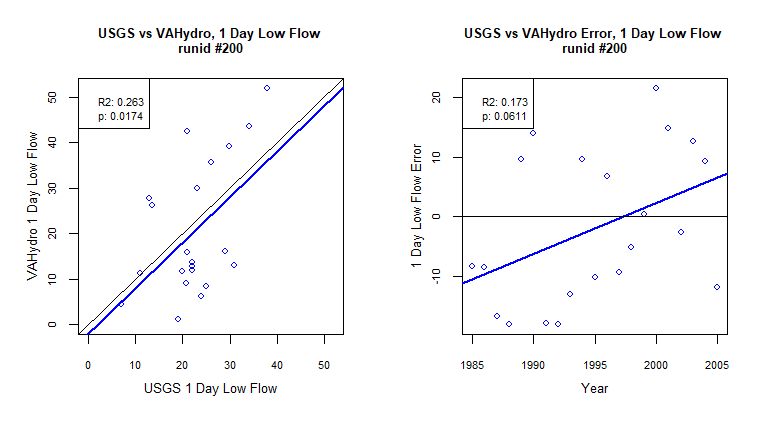 USGS vs VAHydro, 1 Day Low Flow
runid #200
R2: 0.263
p: 0.0174
50
40
30
20
10
0
VAHydro 1 Day Low Flow
0 10 20 30 40 50
USGS 1 Day Low Flow
USGS vs VAHydro Error, 1 Day Low Flow
runid #200
R2: 0.173
p: 0.0611
20
10
0
-10
1 Day Low Flow Error
1985 1990 1995 2000 2005
Year